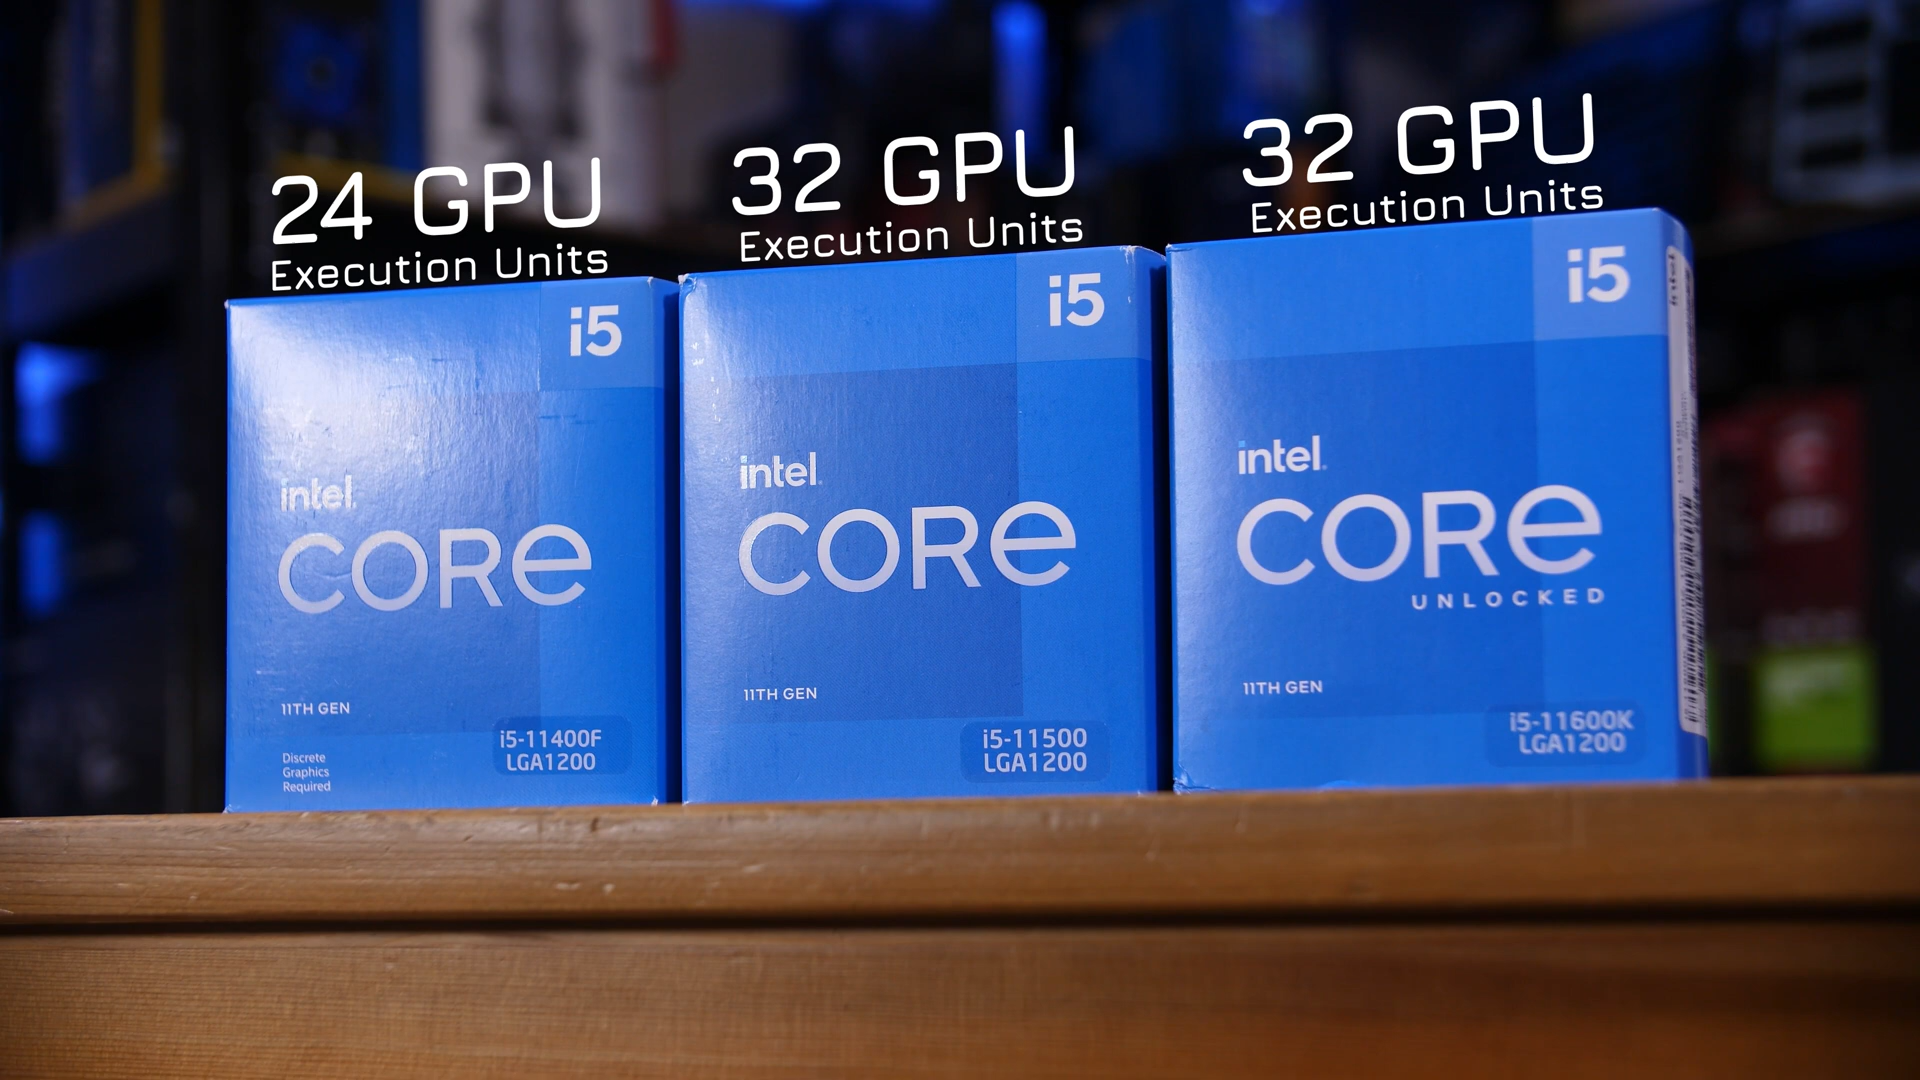 24 GPU
Execution Units
32 GPU
Execution Units
32 GPU
Execution Units
i5
intel.
CORE
11TH GEN
Discrete
Graphics
Required
i5-11400F
LGA1200
i5
intel.
CORE
11TH GEN
i5-11500
LGA1200
i5
intel.
CORE
UNLOCKED
11TH GEN
i5-11600K
LGA1200
intel